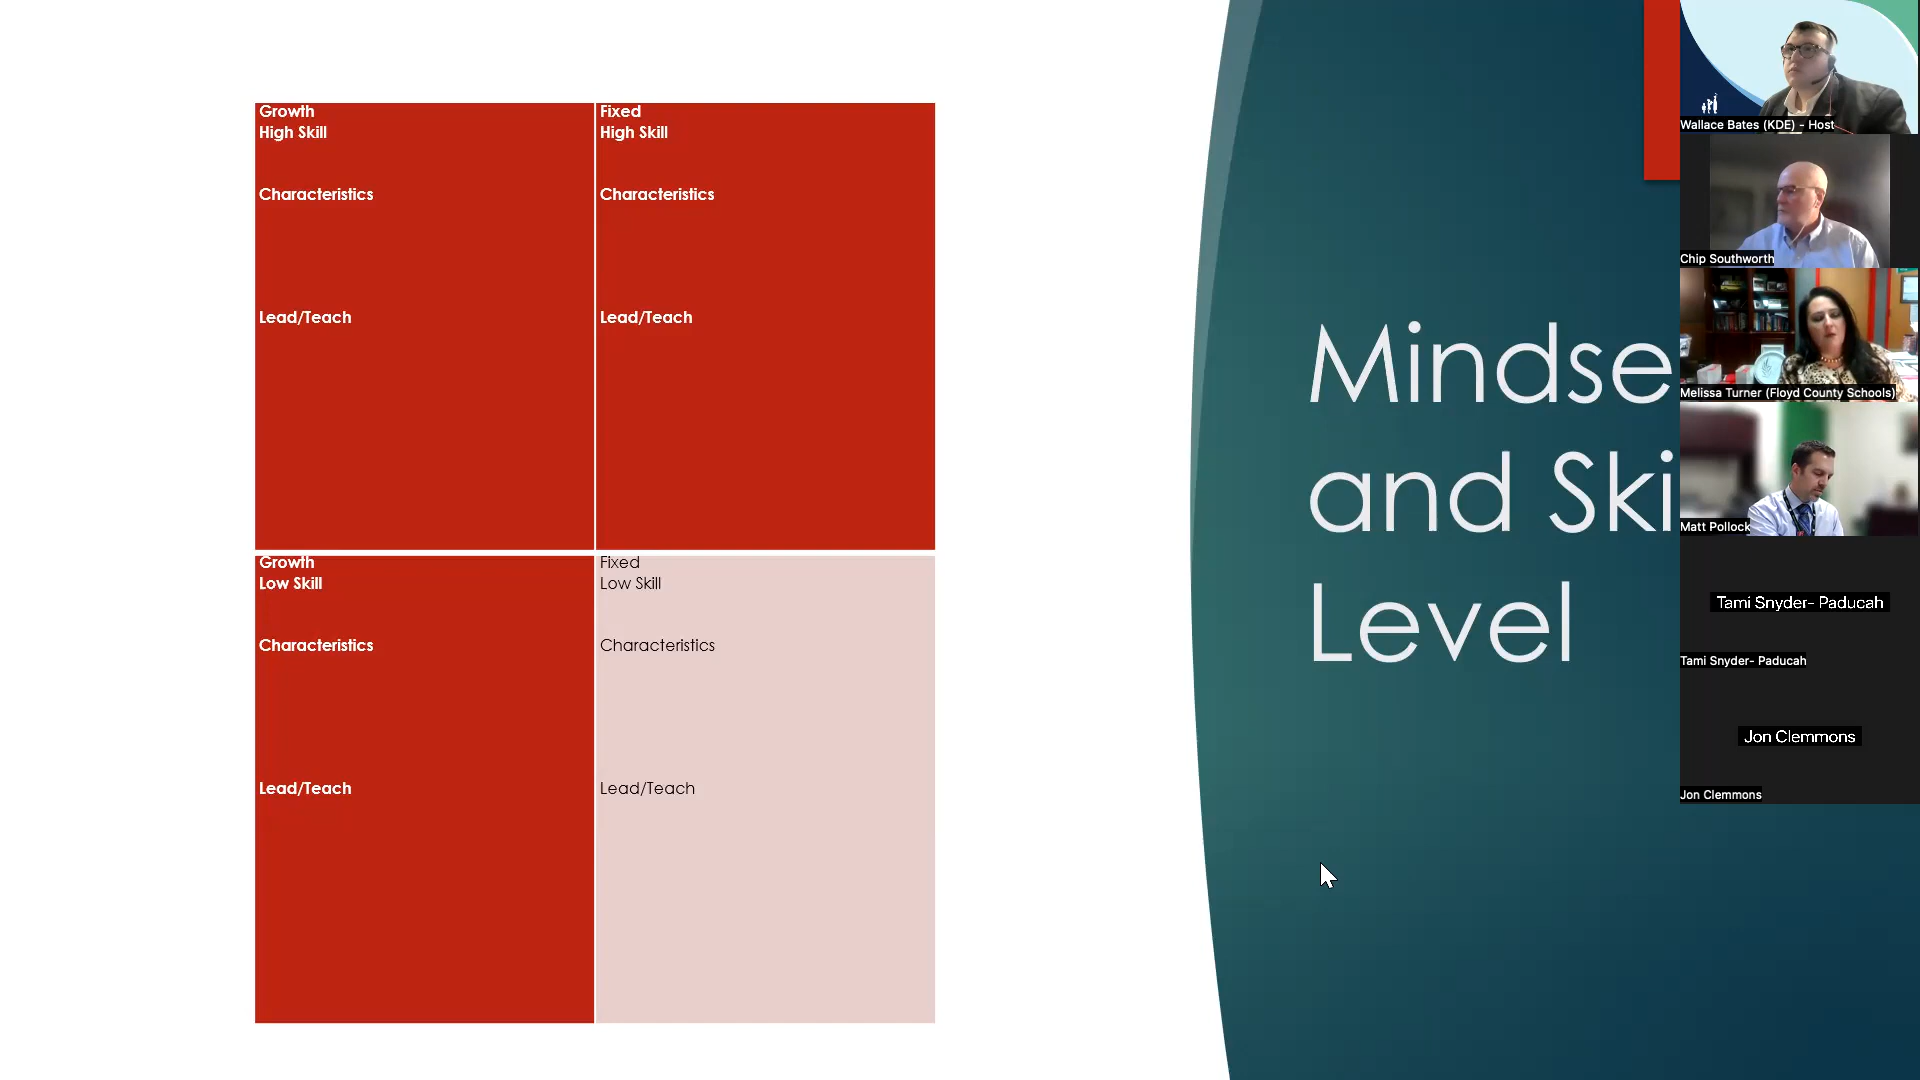 Growth
High Skill
Characteristics
Lead/Teach
Fixed
High Skill
Characteristics
Lead/Teach
Growth
Low Skill
Characteristics
Lead/Teach
Fixed
Low Skill
Characteristics
Lead/Teach
Mindse
and Ski
Level
Wallace Bates (KDE) - Host
Chip Southworth
Melissa Turner (Floyd County Schools)
Matt Pollock
Tami Snyder- Paducah
Tami Snyder- Paducah
Jon Clemmons
Jon Clemmons